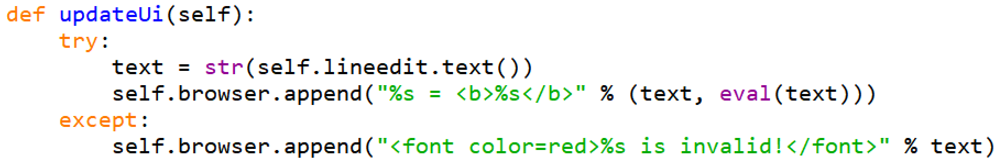 def updateUi(self):
    try:
        text = str(self.lineedit.text())
        self.browser.append("%s = <b>%s</b>" % (text, eval(text)))
    except:
        self.browser.append("<font color=red>%s is invalid!</font>" % text)